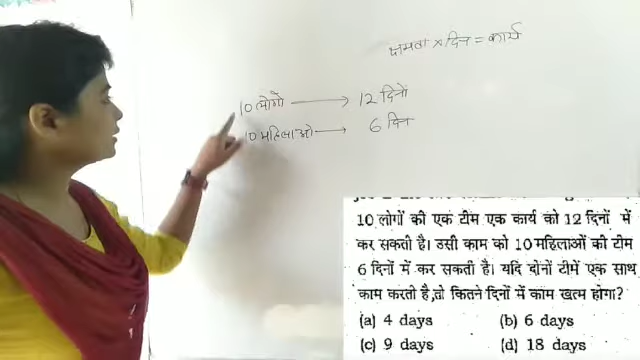 क्षमता × दिन = कार्य
10 लोगों → 12 दिनों
10 महिलाओ → 6 दिन
10 लोगों की एक टीम एक कार्य को 12 दिनों में
कर सकती है। उसी काम को 10 महिलाओं की टीम
6 दिनों में कर सकती है। यदि दोनों टीमें एक साथ
काम करती है, तो कितने दिनों में काम खत्म होगा?
(a) 4 days (b) 6 days
(c) 9 days (d) 18 days